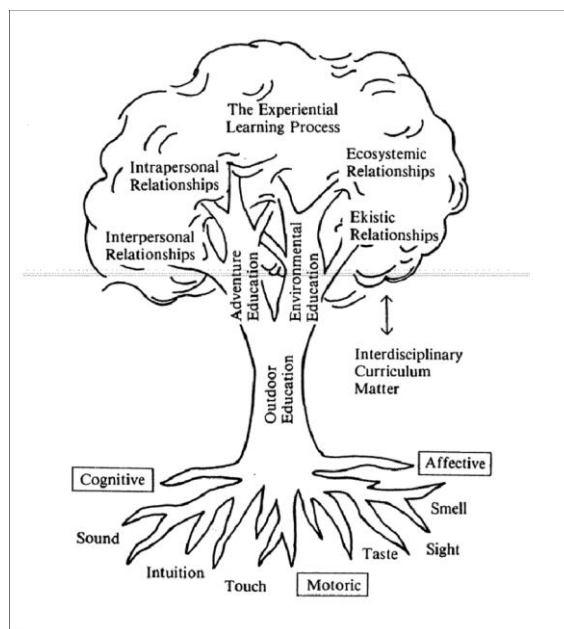 The Experiential
Learning Process
Intrapersonal
Relationships
Ecosystemic
Relationships
Interpersonal
Relationships
Ekistic
Relationships
Adventure
Education
Environmental
Education
Interdisciplinary
Curriculum
Matter
Outdoor
Education
Cognitive
Affective
Sound
Smell
Intuition
Touch
Motoric
Taste
Sight